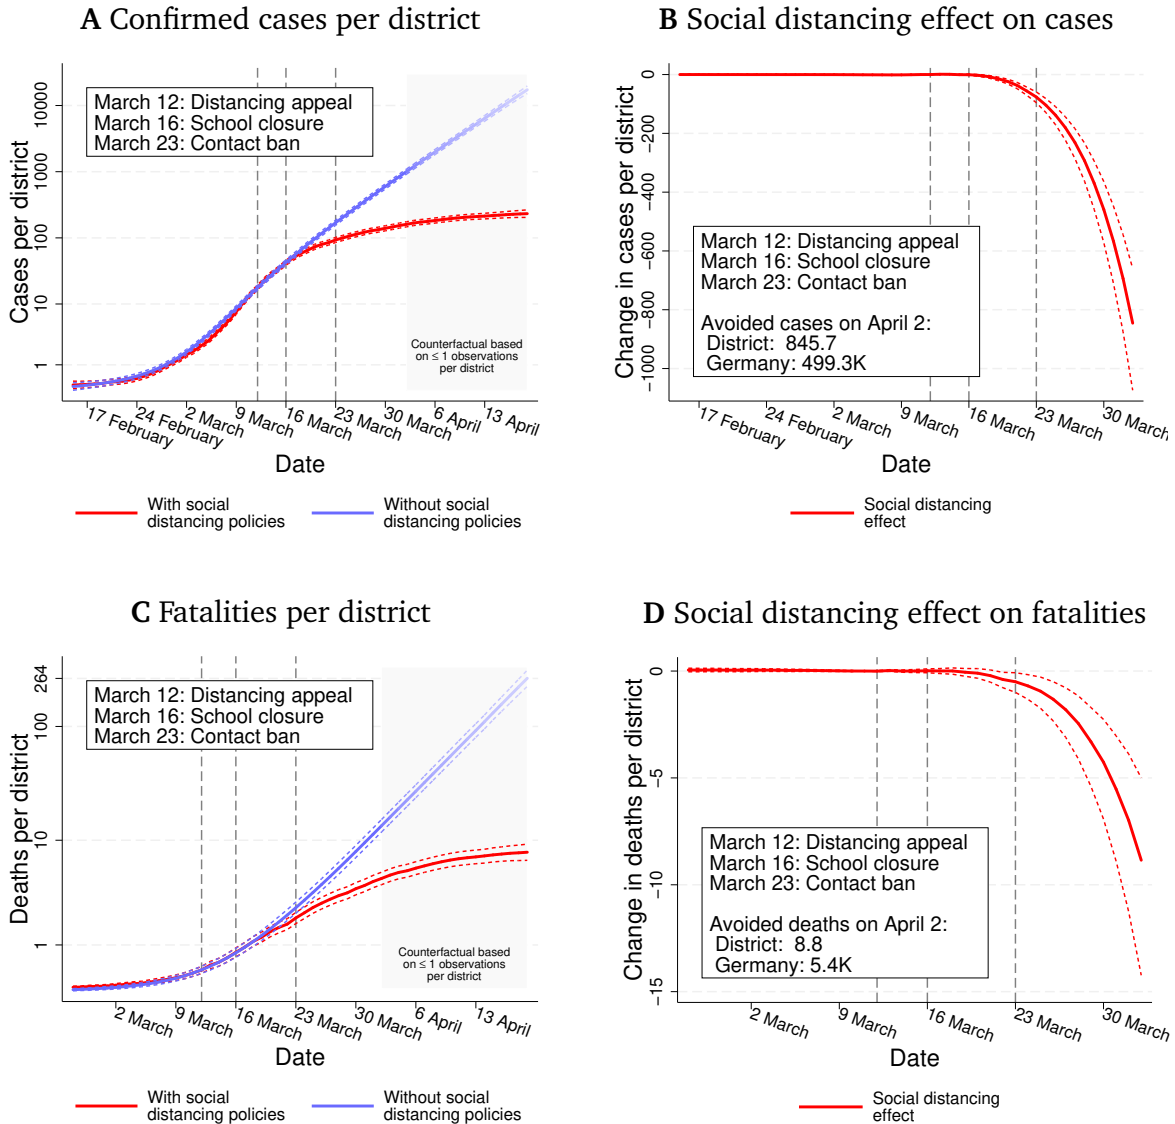 A Confirmed cases per district
Cases per district
10000
1000
100
10
1
March 12: Distancing appeal
March 16: School closure
March 23: Contact ban
Counterfactual based
on ≤ 1 observations
per district
17 February
24 February
2 March
9 March
16 March
23 March
30 March
6 April
13 April
Date
With social
distancing policies
Without social
distancing policies
B Social distancing effect on cases
Change in cases per district
0
-200
-400
-600
-800
-1000
March 12: Distancing appeal
March 16: School closure
March 23: Contact ban
Avoided cases on April 2:
District: 845.7
Germany: 499.3K
17 February
24 February
2 March
9 March
16 March
23 March
30 March
Date
Social distancing
effect
C Fatalities per district
Deaths per district
264
100
10
1
March 12: Distancing appeal
March 16: School closure
March 23: Contact ban
Counterfactual based
on ≤ 1 observations
per district
2 March
9 March
16 March
23 March
30 March
6 April
13 April
Date
With social
distancing policies
Without social
distancing policies
D Social distancing effect on fatalities
Change in deaths per district
0
−5
−10
−15
March 12: Distancing appeal
March 16: School closure
March 23: Contact ban
Avoided deaths on April 2:
District: 8.8
Germany: 5.4K
2 March
9 March
16 March
23 March
30 March
Date
Social distancing
effect